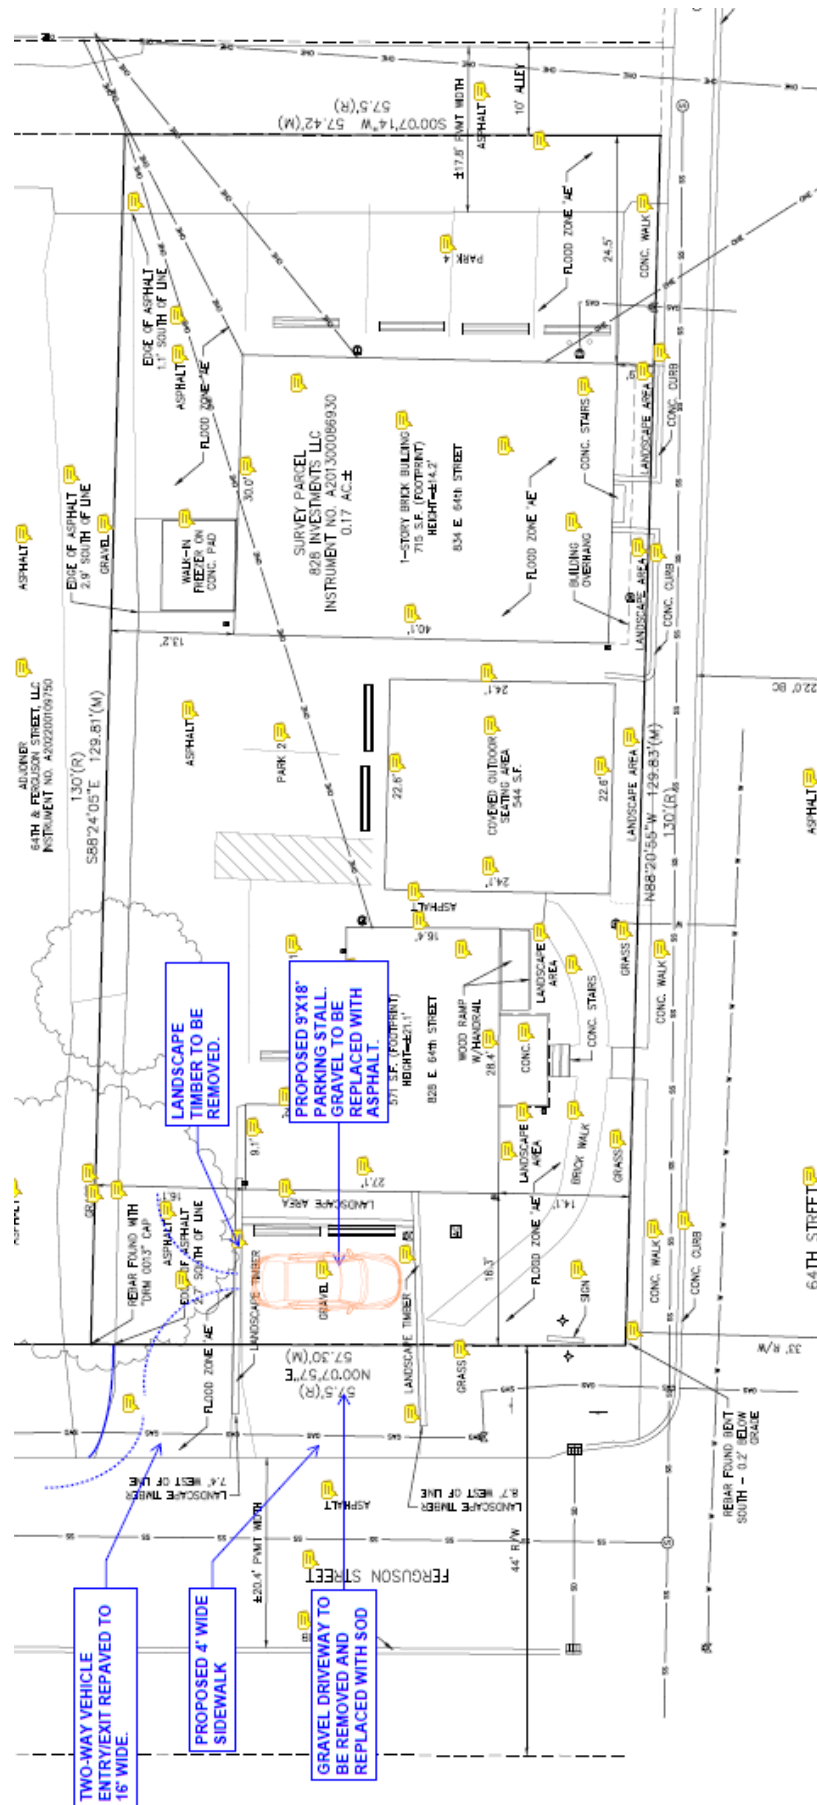 10' ALLEY
±17.8' PVMT WIDTH
ASPHALT
S00°07'14"W 57.42'(M)
57.5'(R)
EDGE OF ASPHALT
1.1' SOUTH OF LINE
ASPHALT
FLOOD ZONE "AE"
PARK 4
FLOOD ZONE "AE"
24.5'
CONC. WALK
LANDSCAPE AREA
CONC. CURB
CONC. STAIRS
SURVEY PARCEL
828 INVESTMENTS LLC
INSTRUMENT NO. A201300086930
0.17 AC.±
1-STORY BRICK BUILDING
715 S.F. (FOOTPRINT)
HEIGHT=±14.2'
834 E. 64th STREET
FLOOD ZONE "AE"
BUILDING
OVERHANG
LANDSCAPE AREA
CONC. CURB
30.0'
40.1'
WALK-IN
FREEZER ON
CONC. PAD
13.2'
EDGE OF ASPHALT
2.9' SOUTH OF LINE
GRAVEL
ASPHALT
ADJOINER
64TH & FERGUSON STREET, LLC
INSTRUMENT NO. A202200109750
130'(R)
S88°24'05"E 129.81'(M)
ASPHALT
PARK 2
22.6'
24.1'
COVERED OUTDOOR
SEATING AREA
544 S.F.
22.6'
24.1'
LANDSCAPE AREA
N88°20'55"W 129.83'(M)
130'(R)
22.0' BC
ASPHALT
ASPHALT
16.4'
571 S.F. (FOOTPRINT)
HEIGHT=±21.1'
828 E. 64th STREET
WOOD RAMP
W/HANDRAIL
28.4'
LANDSCAPE
AREA
CONC.
CONC. STAIRS
GRASS
CONC. WALK
LANDSCAPE
AREA
BRICK WALK
GRASS
9.1'
27.1'
LANDSCAPE AREA
16.1'
14.1'
18.3'
FLOOD ZONE "AE"
SIGN
CONC. WALK
CONC. CURB
64TH STREET
33' R/W
LANDSCAPE
TIMBER TO BE
REMOVED.
PROPOSED 9'X18'
PARKING STALL.
GRAVEL TO BE
REPLACED WITH
ASPHALT.
REBAR FOUND WITH
"DRM 0013" CAP
ASPHALT
EDGE OF ASPHALT
SOUTH OF LINE
FLOOD ZONE "AE"
LANDSCAPE TIMBER
GRAVEL
LANDSCAPE TIMBER
GRASS
N00°07'57"E
57.30'(M)
57.5'(R)
LANDSCAPE TIMBER
7.4' WEST OF LINE
LANDSCAPE TIMBER
8.7' WEST OF LINE
ASPHALT
±20.4' PVMT WIDTH
FERGUSON STREET
44' R/W
REBAR FOUND BENT
SOUTH - 0.2' BELOW
GRADE
TWO-WAY VEHICLE
ENTRY/EXIT REPAVED TO
16' WIDE.
PROPOSED 4' WIDE
SIDEWALK
GRAVEL DRIVEWAY TO
BE REMOVED AND
REPLACED WITH SOD